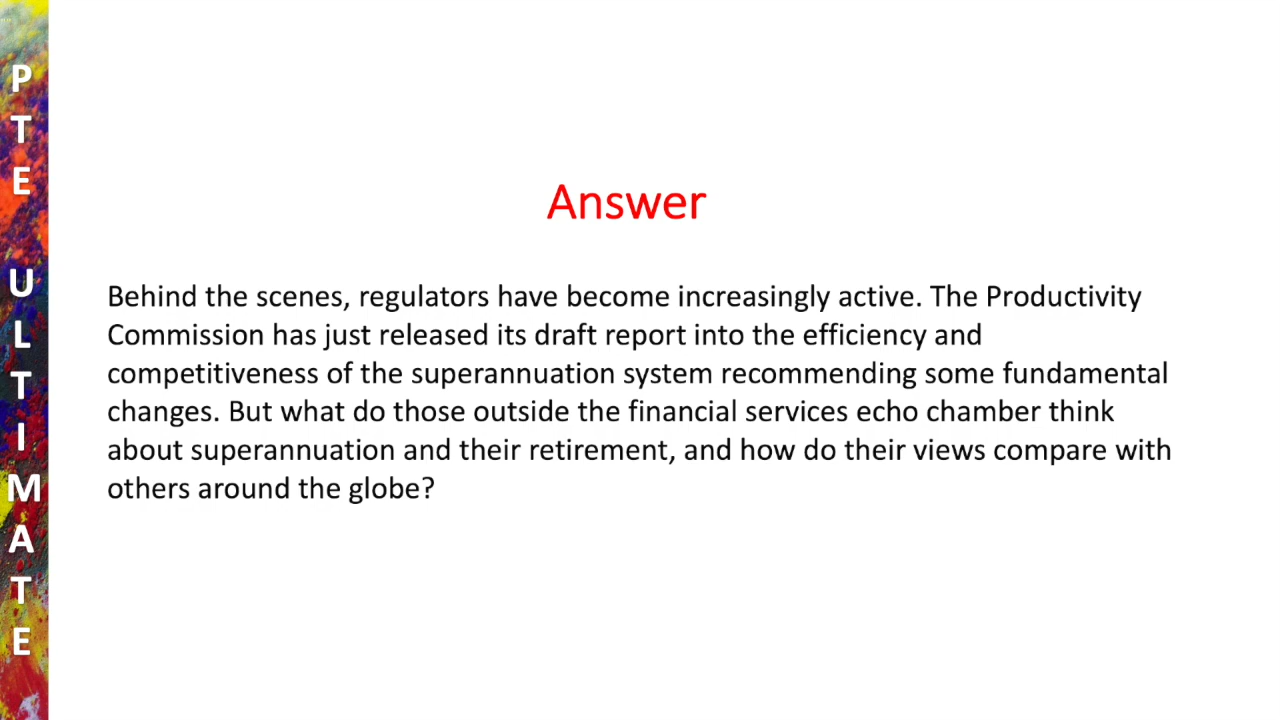 PTE ULTIMATE
Answer
Behind the scenes, regulators have become increasingly active. The Productivity
Commission has just released its draft report into the efficiency and
competitiveness of the superannuation system recommending some fundamental
changes. But what do those outside the financial services echo chamber think
about superannuation and their retirement, and how do their views compare with
others around the globe?